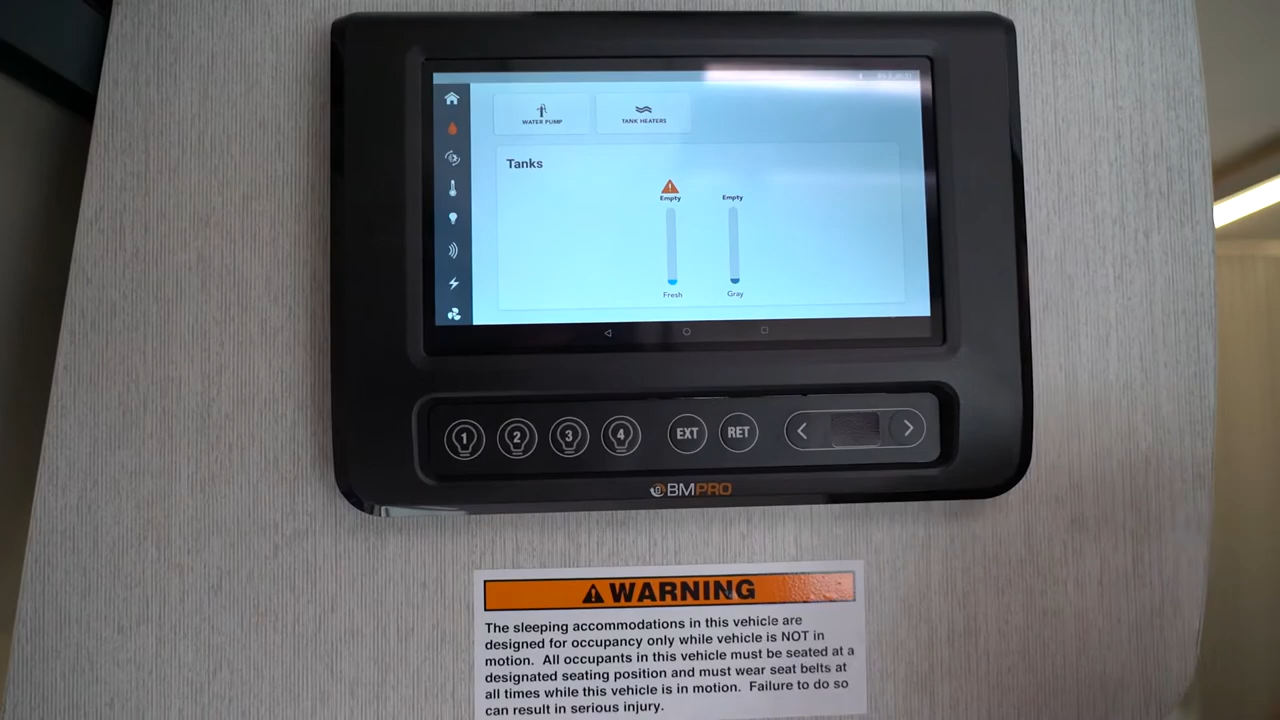 WATER PUMP
TANK HEATERS
Tanks
Empty
Empty
Fresh
Gray
1
2
3
4
EXT
RET
BMPRO
WARNING
The sleeping accommodations in this vehicle are
designed for occupancy only while vehicle is NOT in
motion. All occupants in this vehicle must be seated at a
designated seating position and must wear seat belts at
all times while this vehicle is in motion. Failure to do so
can result in serious injury.